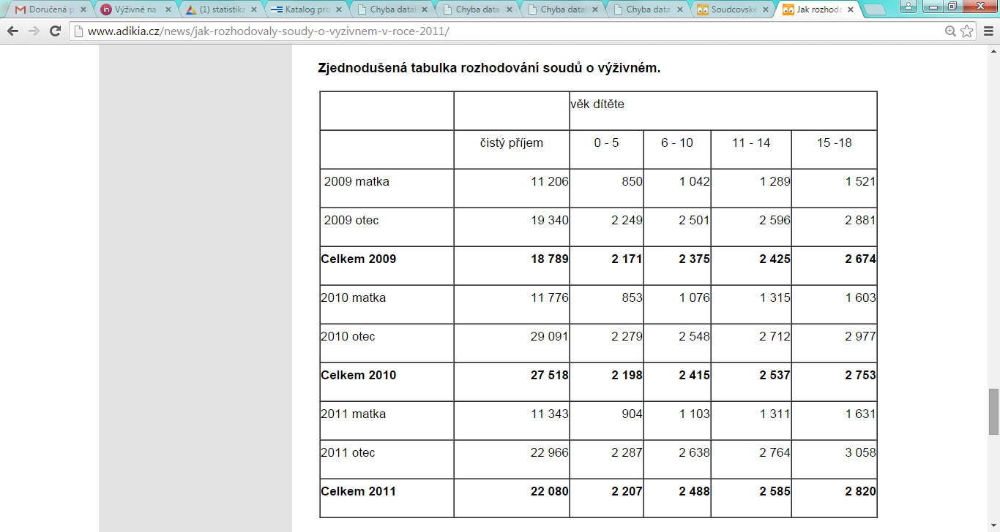 Doručená p
Výživné na
(1) statistika
Katalog pro
Chyba datab
Chyba data
Chyba datab
Chyba data
Soudcovské
Jak rozhodo
www.adikia.cz/news/jak-rozhodovaly-soudy-o-vyzivnem-v-roce-2011/
Zjednodušená tabulka rozhodování soudů o výživném.
věk dítěte
čistý příjem 0 - 5 6 - 10 11 - 14 15 -18
2009 matka 11 206 850 1 042 1 289 1 521
2009 otec 19 340 2 249 2 501 2 596 2 881
Celkem 2009 18 789 2 171 2 375 2 425 2 674
2010 matka 11 776 853 1 076 1 315 1 603
2010 otec 29 091 2 279 2 548 2 712 2 977
Celkem 2010 27 518 2 198 2 415 2 537 2 753
2011 matka 11 343 904 1 103 1 311 1 631
2011 otec 22 966 2 287 2 638 2 764 3 058
Celkem 2011 22 080 2 207 2 488 2 585 2 820